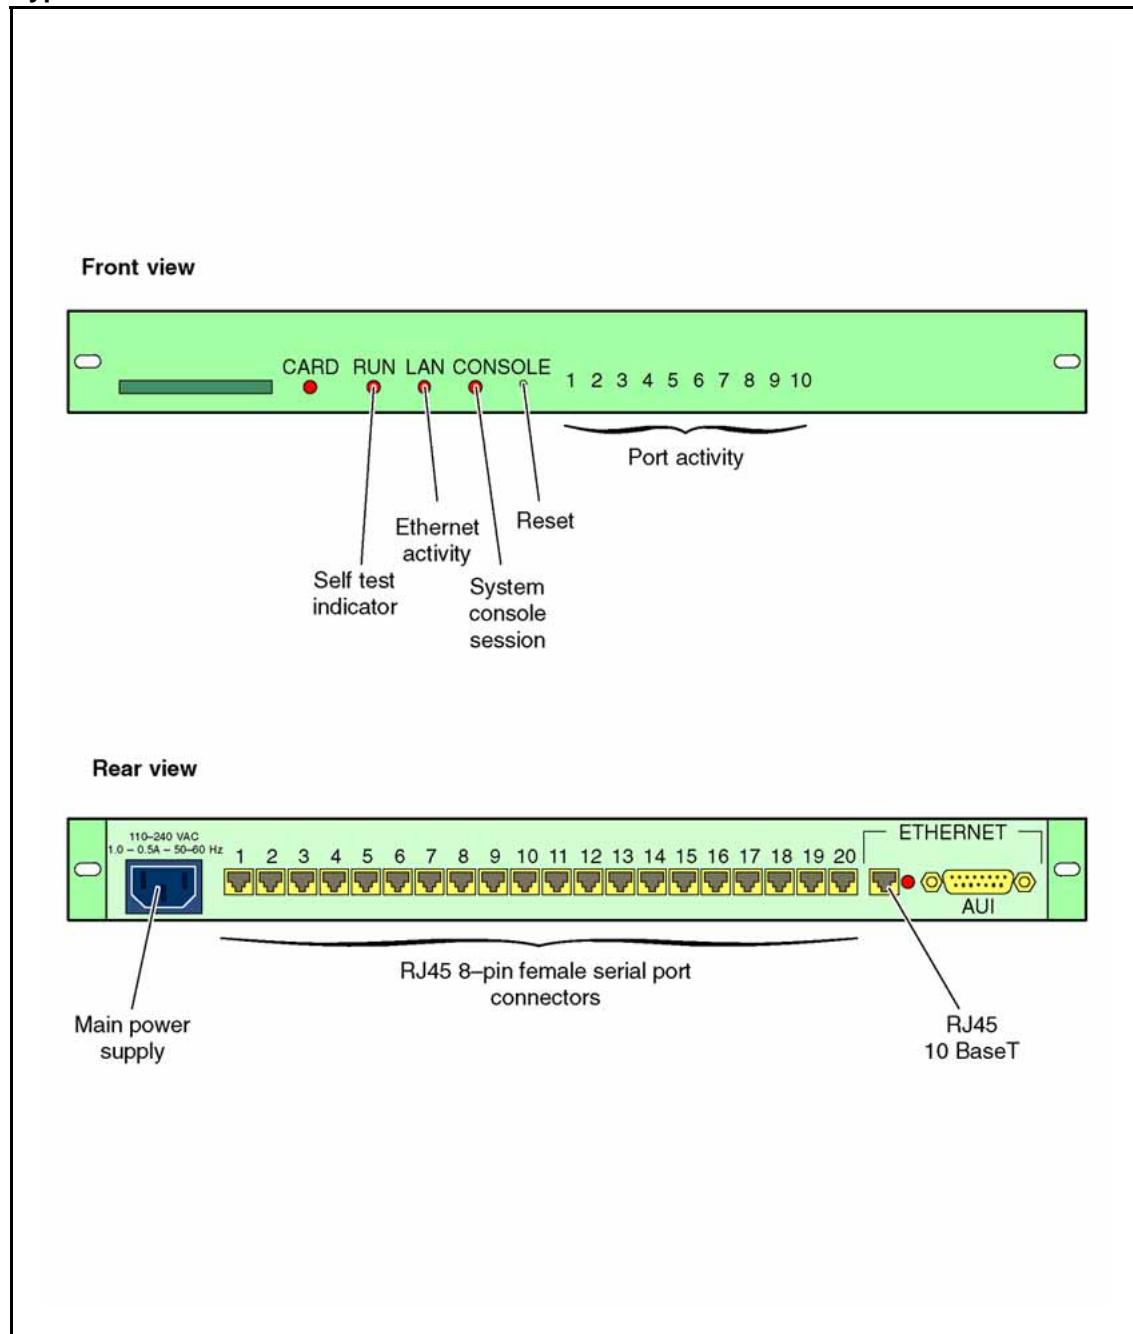 Front view
CARD RUN LAN CONSOLE
1 2 3 4 5 6 7 8 9 10
Port activity
Reset
Ethernet
activity
Self test
indicator
System
console
session
Rear view
110–240 VAC
1.0 – 0.5A – 50–60 Hz
1 2 3 4 5 6 7 8 9 10 11 12 13 14 15 16 17 18 19 20
ETHERNET
AUI
RJ45 8–pin female serial port
connectors
Main power
supply
RJ45
10 BaseT